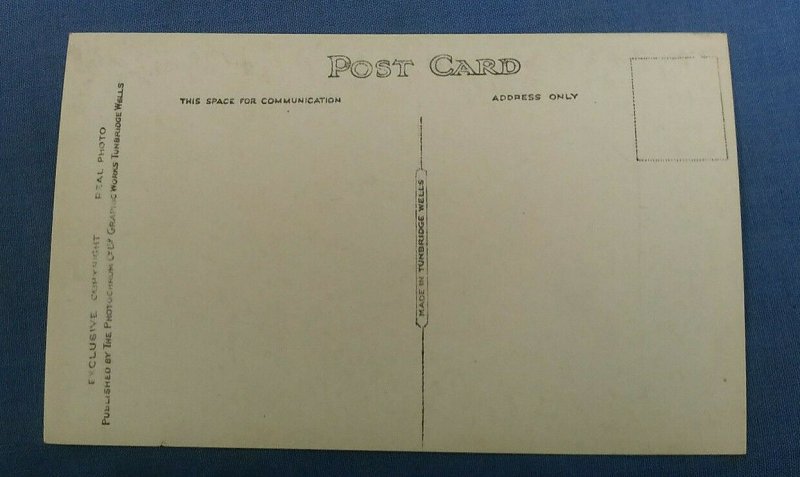 POST CARD
THIS SPACE FOR COMMUNICATION
ADDRESS ONLY
EXCLUSIVE COPYRIGHT REAL PHOTO
PUBLISHED BY THE PHOTOCHROM CO LTD GRAPHIC WORKS TUNBRIDGE WELLS
MADE IN TUNBRIDGE WELLS